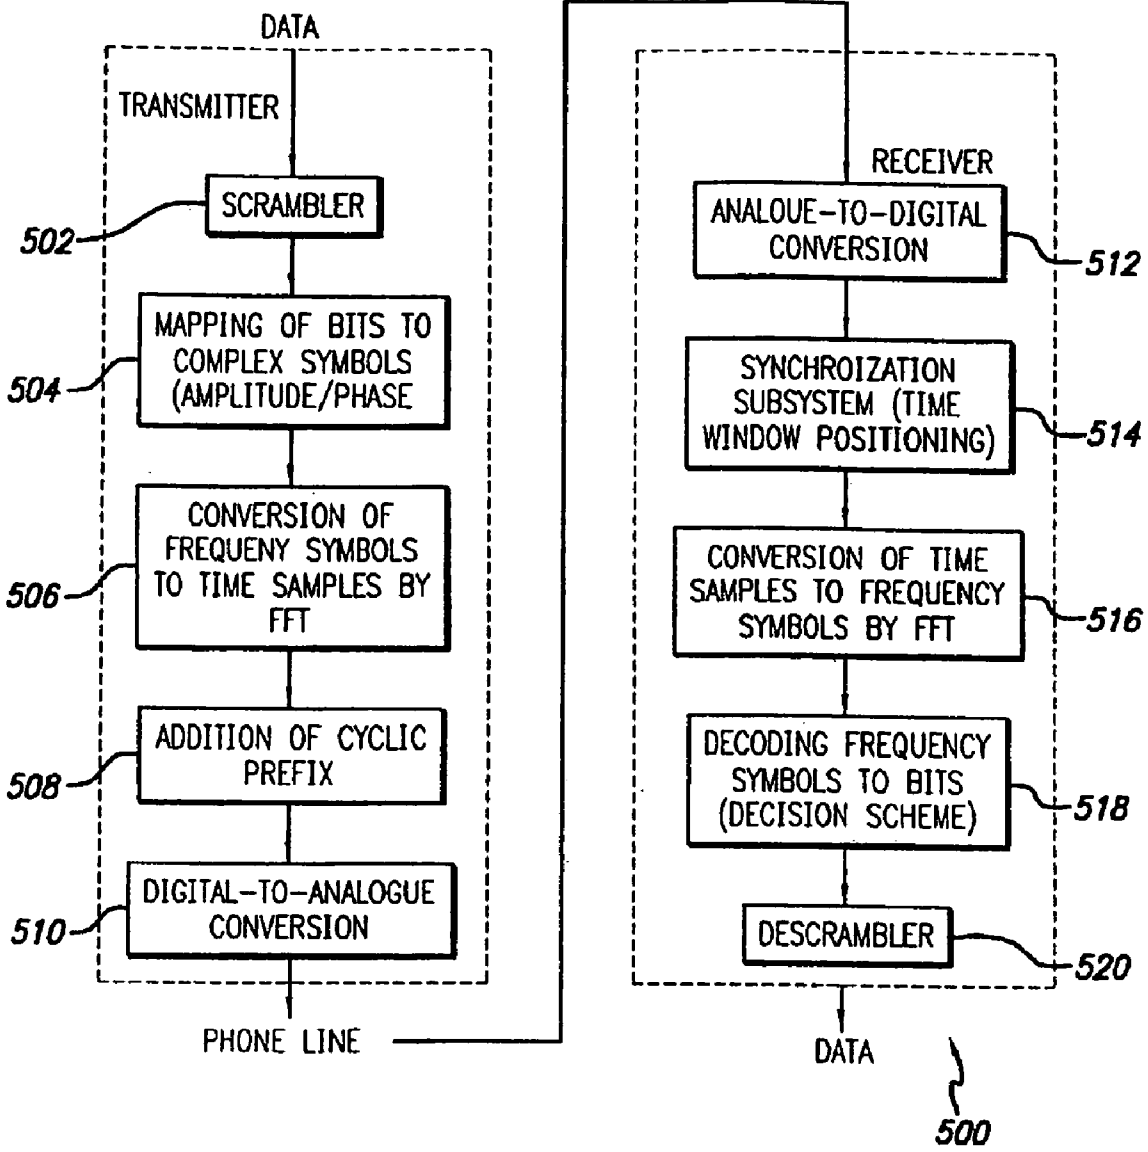 DATA
TRANSMITTER
SCRAMBLER
502
MAPPING OF BITS TO
COMPLEX SYMBOLS
(AMPLITUDE/PHASE
504
CONVERSION OF
FREQUENY SYMBOLS
TO TIME SAMPLES BY
FFT
506
ADDITION OF CYCLIC
PREFIX
508
DIGITAL-TO-ANALOGUE
CONVERSION
510
PHONE LINE
RECEIVER
ANALOUE-TO-DIGITAL
CONVERSION
512
SYNCHROIZATION
SUBSYSTEM (TIME
WINDOW POSITIONING)
514
CONVERSION OF TIME
SAMPLES TO FREQUENCY
SYMBOLS BY FFT
516
DECODING FREQUENCY
SYMBOLS TO BITS
(DECISION SCHEME)
518
DESCRAMBLER
520
DATA
500